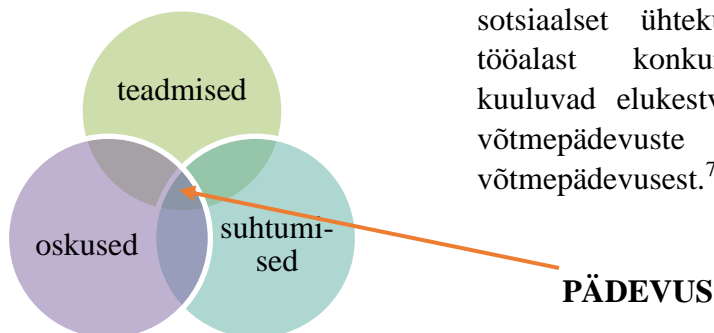 teadmised
oskused
suhtumi-
sed
sotsiaalset
tööalast
kuuluvad
võtmepädevuste
võtmepädevusest.7
PÄDEVUS